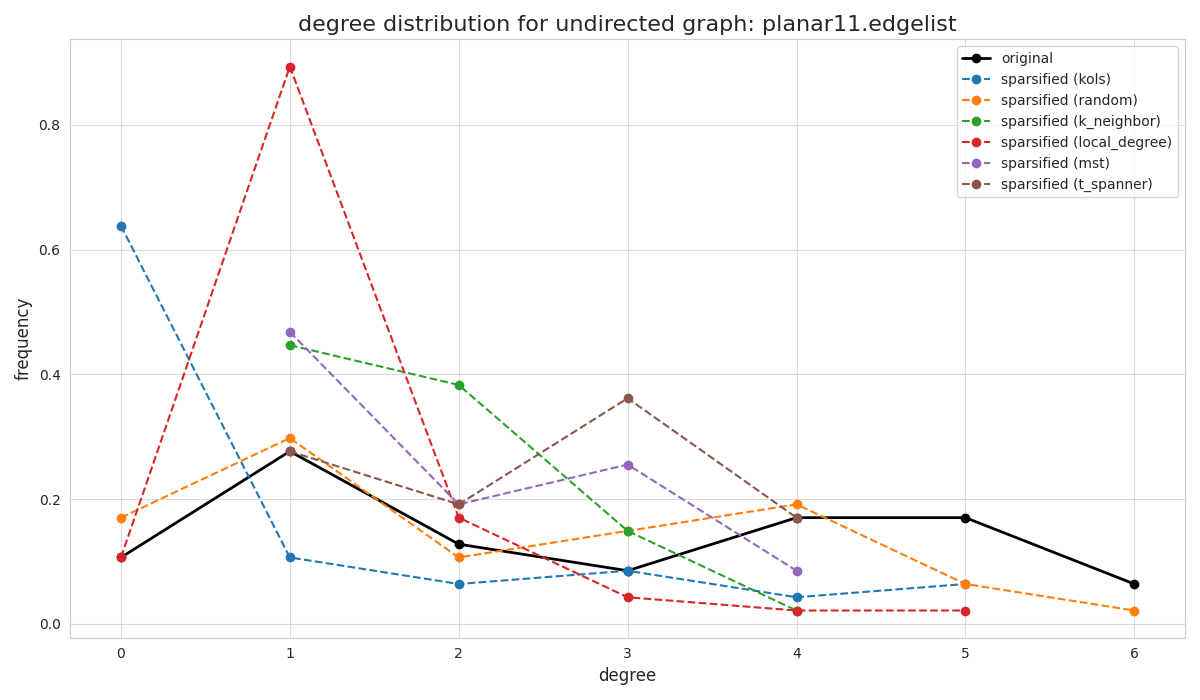 degree distribution for undirected graph: planar11.edgelist
original
sparsified (kols)
sparsified (random)
sparsified (k_neighbor)
sparsified (local_degree)
sparsified (mst)
sparsified (t_spanner)
frequency
0.8
0.6
0.4
0.2
0.0
0 1 2 3 4 5 6
degree